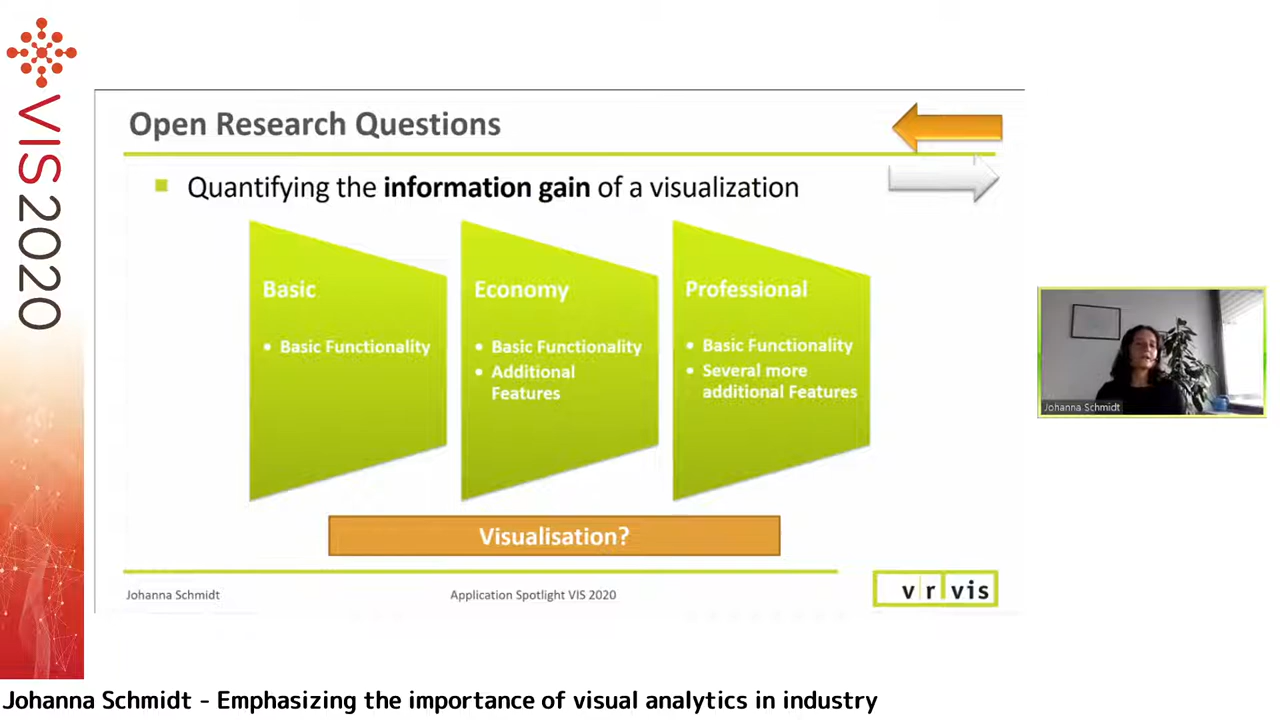 VIS2020
Open Research Questions
Quantifying the information gain of a visualization
Basic
• Basic Functionality
Economy
• Basic Functionality
• Additional
Features
Professional
• Basic Functionality
• Several more
additional Features
Visualisation?
Johanna Schmidt
Application Spotlight VIS 2020
vrvis
Johanna Schmidt
Johanna Schmidt - Emphasizing the importance of visual analytics in industry